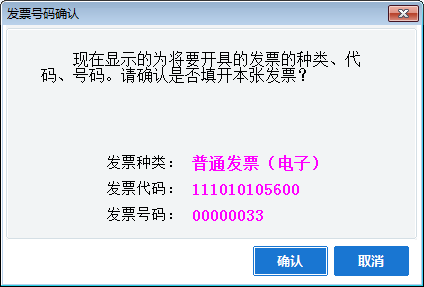 发票号码确认
现在显示的为将要开具的发票的种类、代
码、号码。请确认是否填开本张发票？
发票种类： 普通发票（电子）
发票代码： 111010105600
发票号码： 00000033
确认 取消